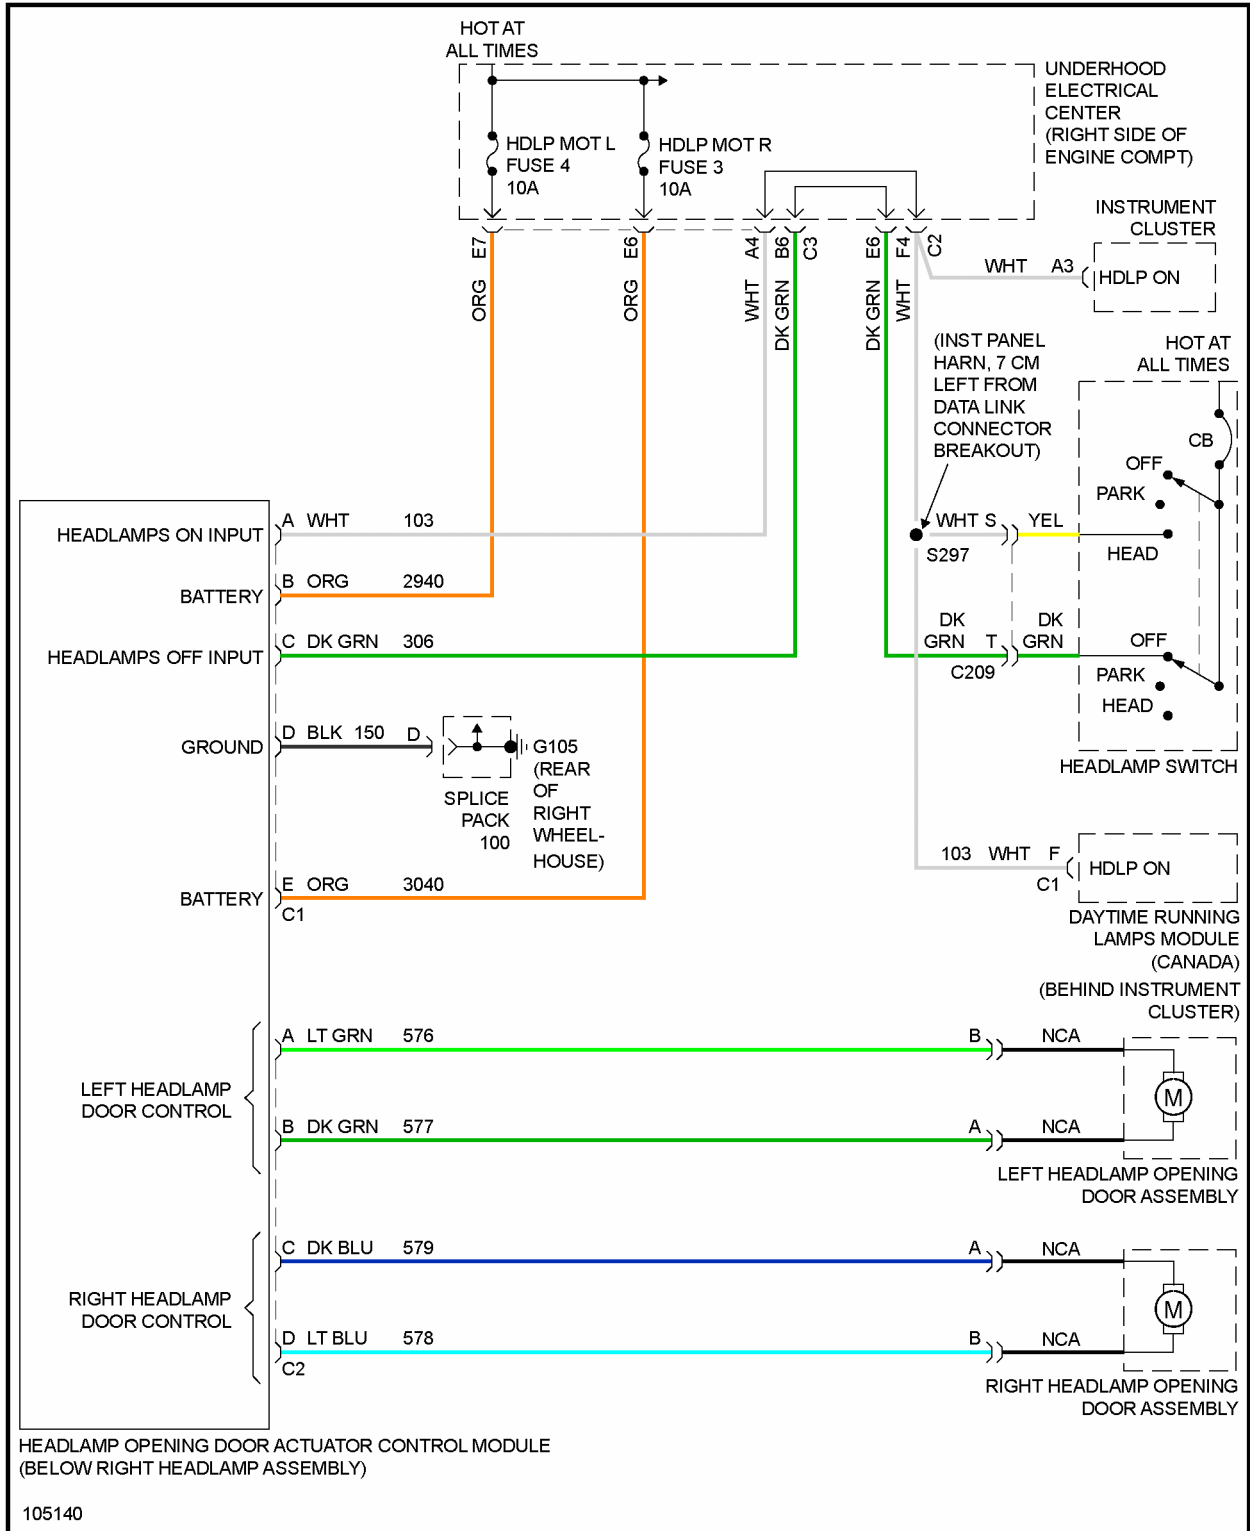 HOT AT
ALL TIMES
UNDERHOOD
ELECTRICAL
CENTER
(RIGHT SIDE OF
ENGINE COMPT)
HDLP MOT L
FUSE 4
10A
HDLP MOT R
FUSE 3
10A
E7
E6
A4
B6
C3
E6
F4
C2
ORG
ORG
WHT
DK GRN
DK GRN
WHT
INSTRUMENT
CLUSTER
WHT A3
HDLP ON
(INST PANEL
HARN, 7 CM
LEFT FROM
DATA LINK
CONNECTOR
BREAKOUT)
HOT AT
ALL TIMES
CB
OFF
PARK
HEAD
WHT S YEL
S297
DK
GRN T
DK
GRN
C209
OFF
PARK
HEAD
HEADLAMP SWITCH
HEADLAMPS ON INPUT
A WHT 103
BATTERY
B ORG 2940
HEADLAMPS OFF INPUT
C DK GRN 306
GROUND
D BLK 150 D
SPLICE
PACK
100
G105
(REAR
OF
RIGHT
WHEEL-
HOUSE)
BATTERY
E ORG 3040
C1
103 WHT F
C1
HDLP ON
DAYTIME RUNNING
LAMPS MODULE
(CANADA)
(BEHIND INSTRUMENT
CLUSTER)
LEFT HEADLAMP
DOOR CONTROL
A LT GRN 576
B NCA
B DK GRN 577
A NCA
M
LEFT HEADLAMP OPENING
DOOR ASSEMBLY
RIGHT HEADLAMP
DOOR CONTROL
C DK BLU 579
A NCA
D LT BLU 578
C2
B NCA
M
RIGHT HEADLAMP OPENING
DOOR ASSEMBLY
HEADLAMP OPENING DOOR ACTUATOR CONTROL MODULE
(BELOW RIGHT HEADLAMP ASSEMBLY)
105140